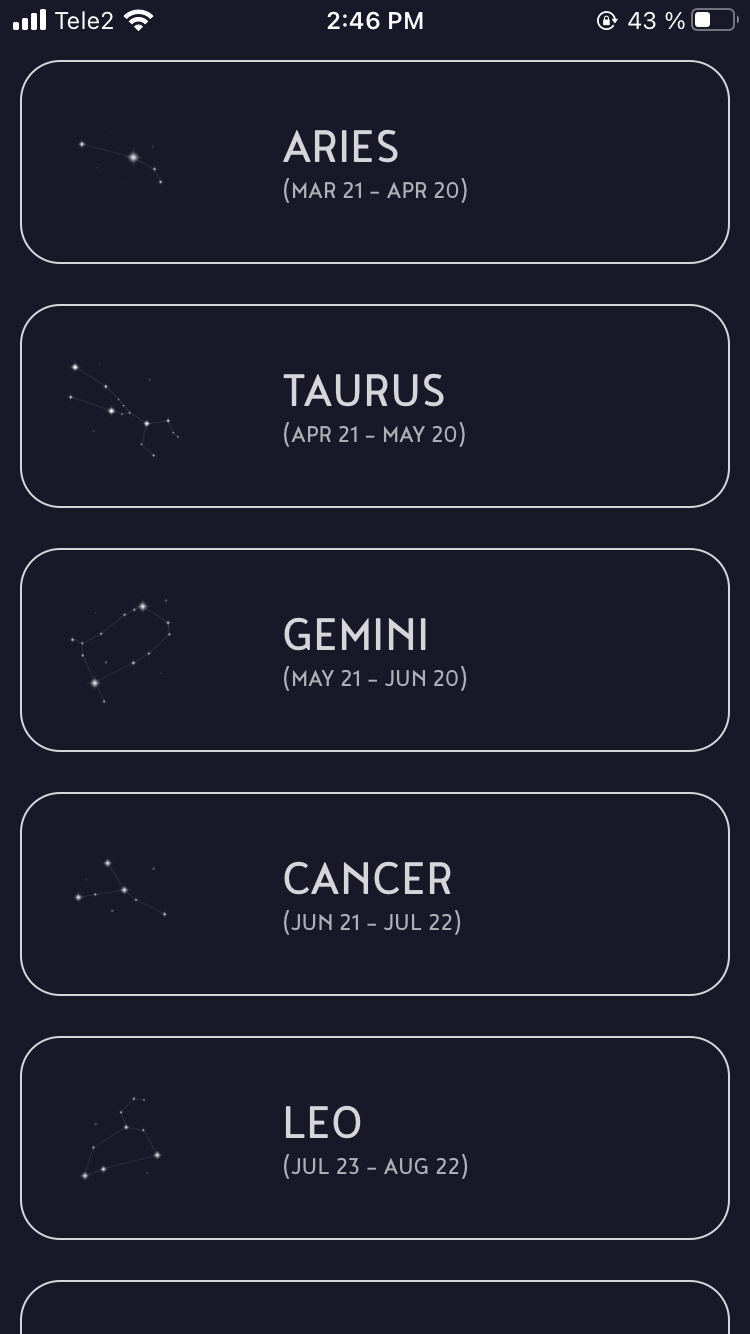 Tele2 2:46 PM 43 %
ARIES
(MAR 21 – APR 20)
TAURUS
(APR 21 – MAY 20)
GEMINI
(MAY 21 – JUN 20)
CANCER
(JUN 21 – JUL 22)
LEO
(JUL 23 – AUG 22)